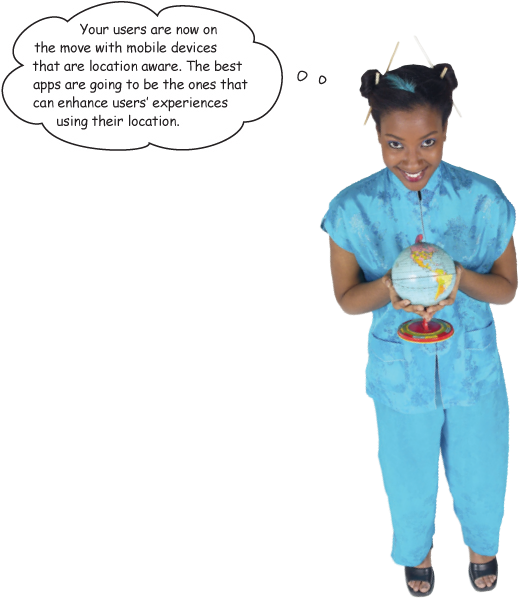 Your users are now on
the move with mobile devices
that are location aware. The best
apps are going to be the ones that
can enhance users’ experiences
using their location.